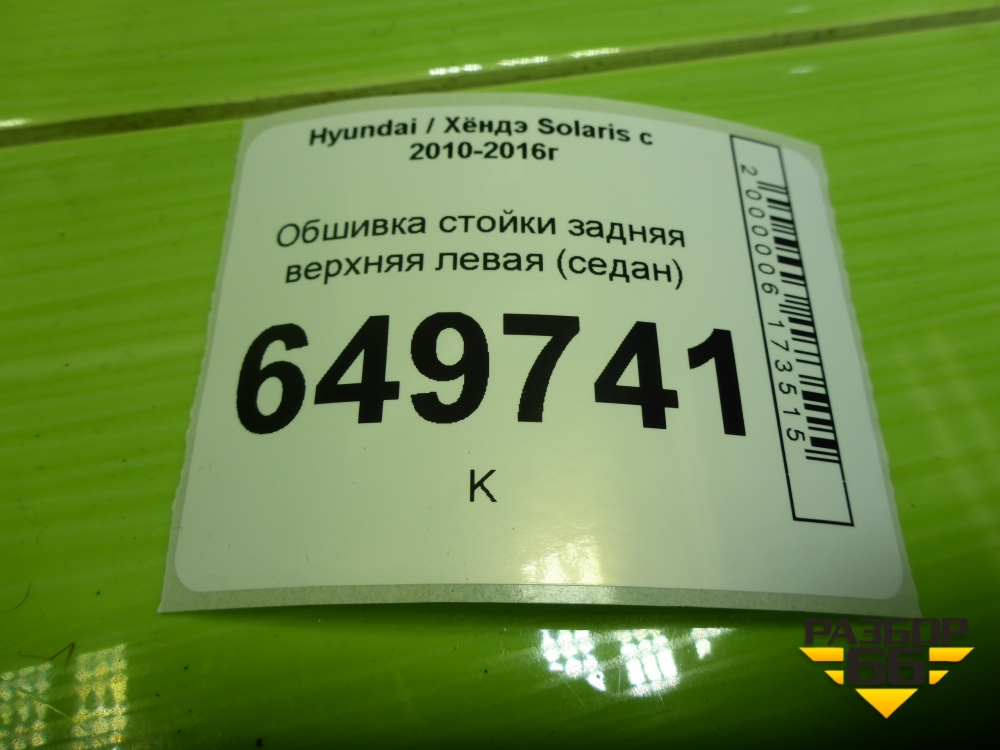 Hyundai / Хёндэ Solaris с
2010-2016г
Обшивка стойки задняя
верхняя левая (седан)
649741
К
2000006173515
РАЗБОР
66